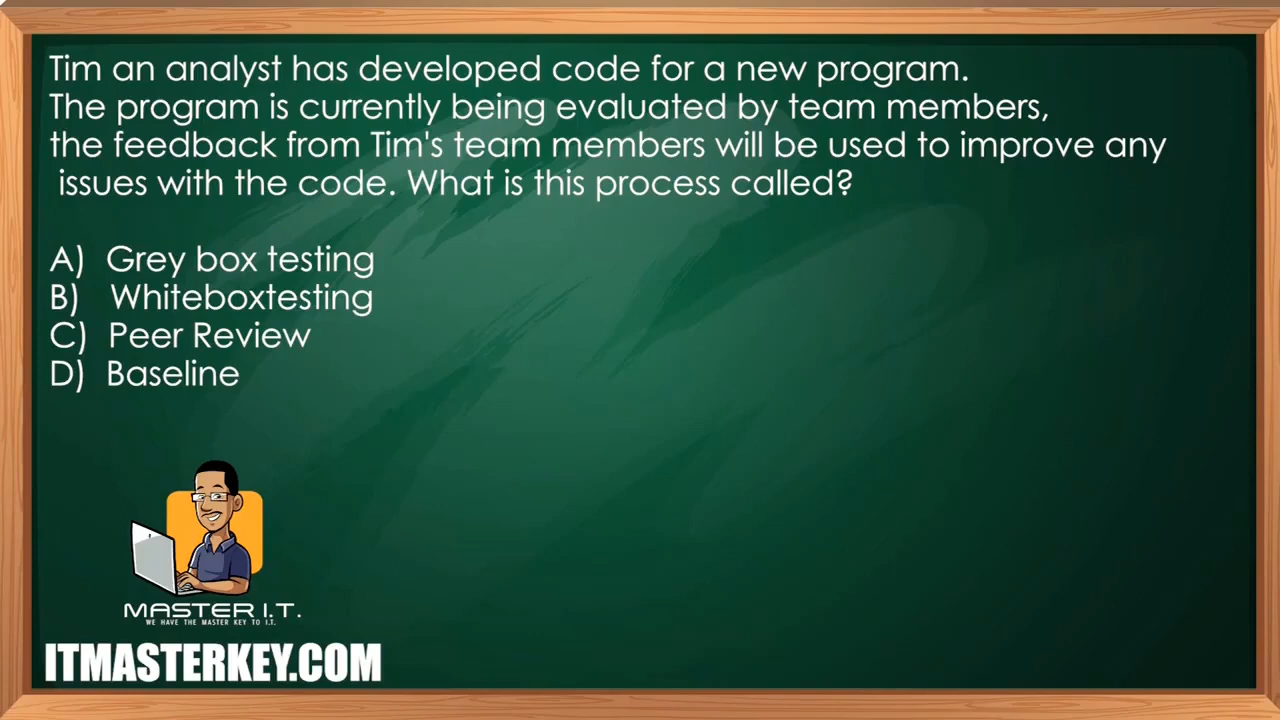 Tim an analyst has developed code for a new program.
The program is currently being evaluated by team members,
the feedback from Tim's team members will be used to improve any
issues with the code. What is this process called?
A) Grey box testing
B) Whiteboxtesting
C) Peer Review
D) Baseline
MASTER I.T.
WE HAVE THE MASTER KEY TO I.T.
ITMASTERKEY.COM